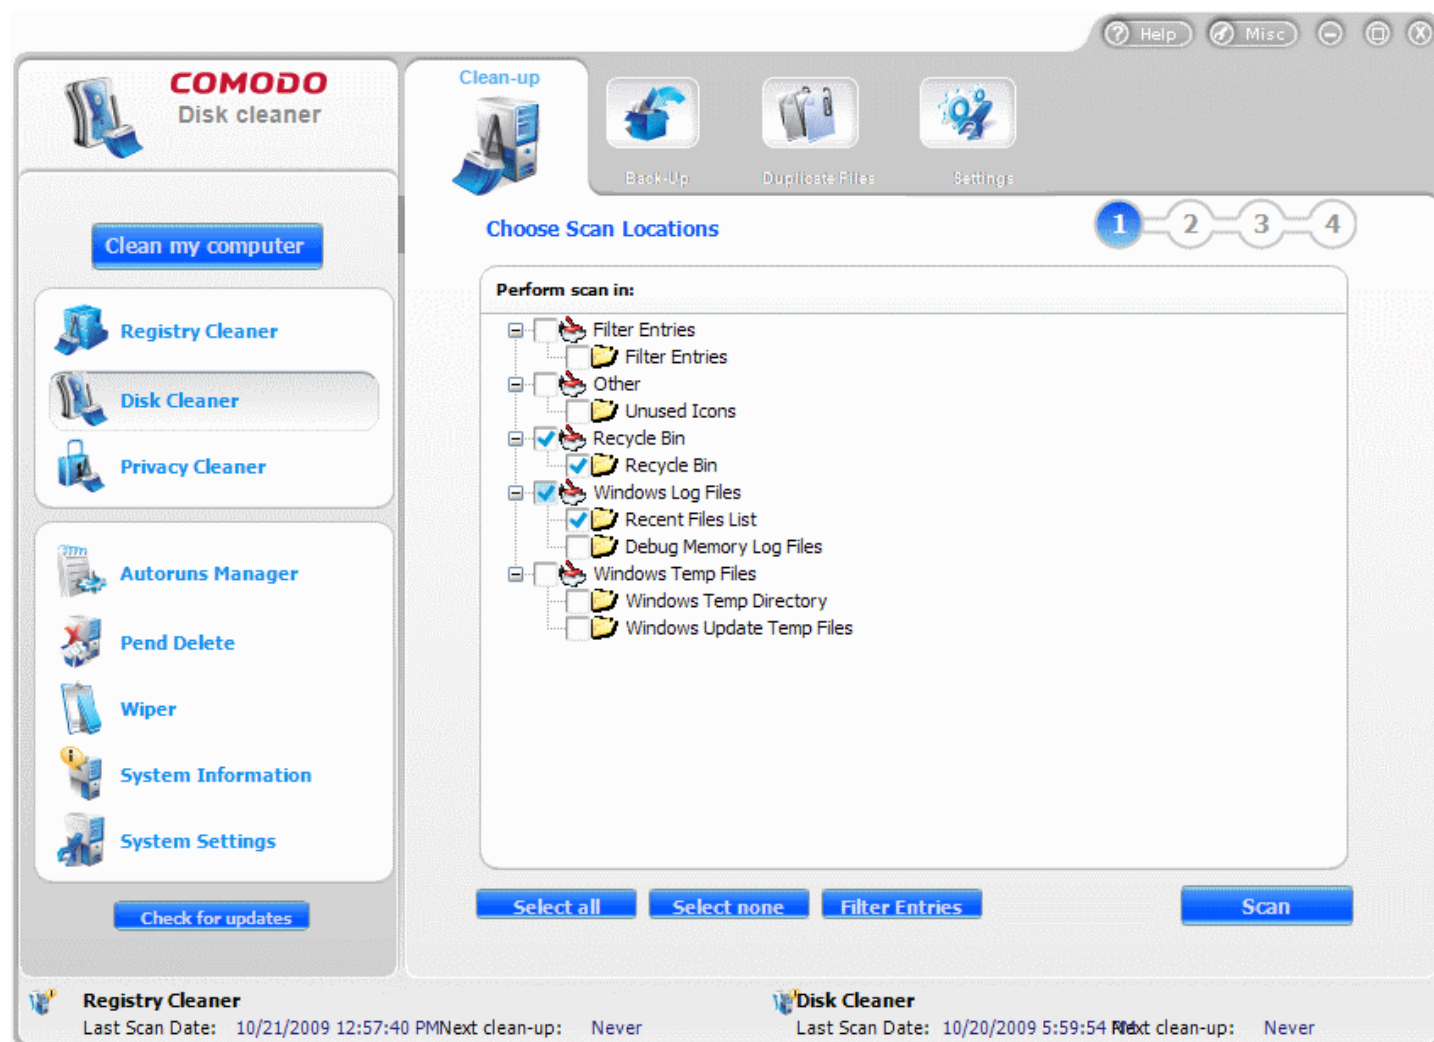 Help
Misc
COMODO
Disk cleaner
Clean-up
Back-Up
Duplicate Files
Settings
Clean my computer
Registry Cleaner
Disk Cleaner
Privacy Cleaner
Autoruns Manager
Pend Delete
Wiper
System Information
System Settings
Check for updates
Choose Scan Locations
1 2 3 4
Perform scan in:
Filter Entries
Filter Entries
Other
Unused Icons
Recycle Bin
Recycle Bin
Windows Log Files
Recent Files List
Debug Memory Log Files
Windows Temp Files
Windows Temp Directory
Windows Update Temp Files
Select all
Select none
Filter Entries
Scan
Registry Cleaner
Last Scan Date: 10/21/2009 12:57:40 PMNext clean-up: Never
Disk Cleaner
Last Scan Date: 10/20/2009 5:59:54 Next clean-up: Never